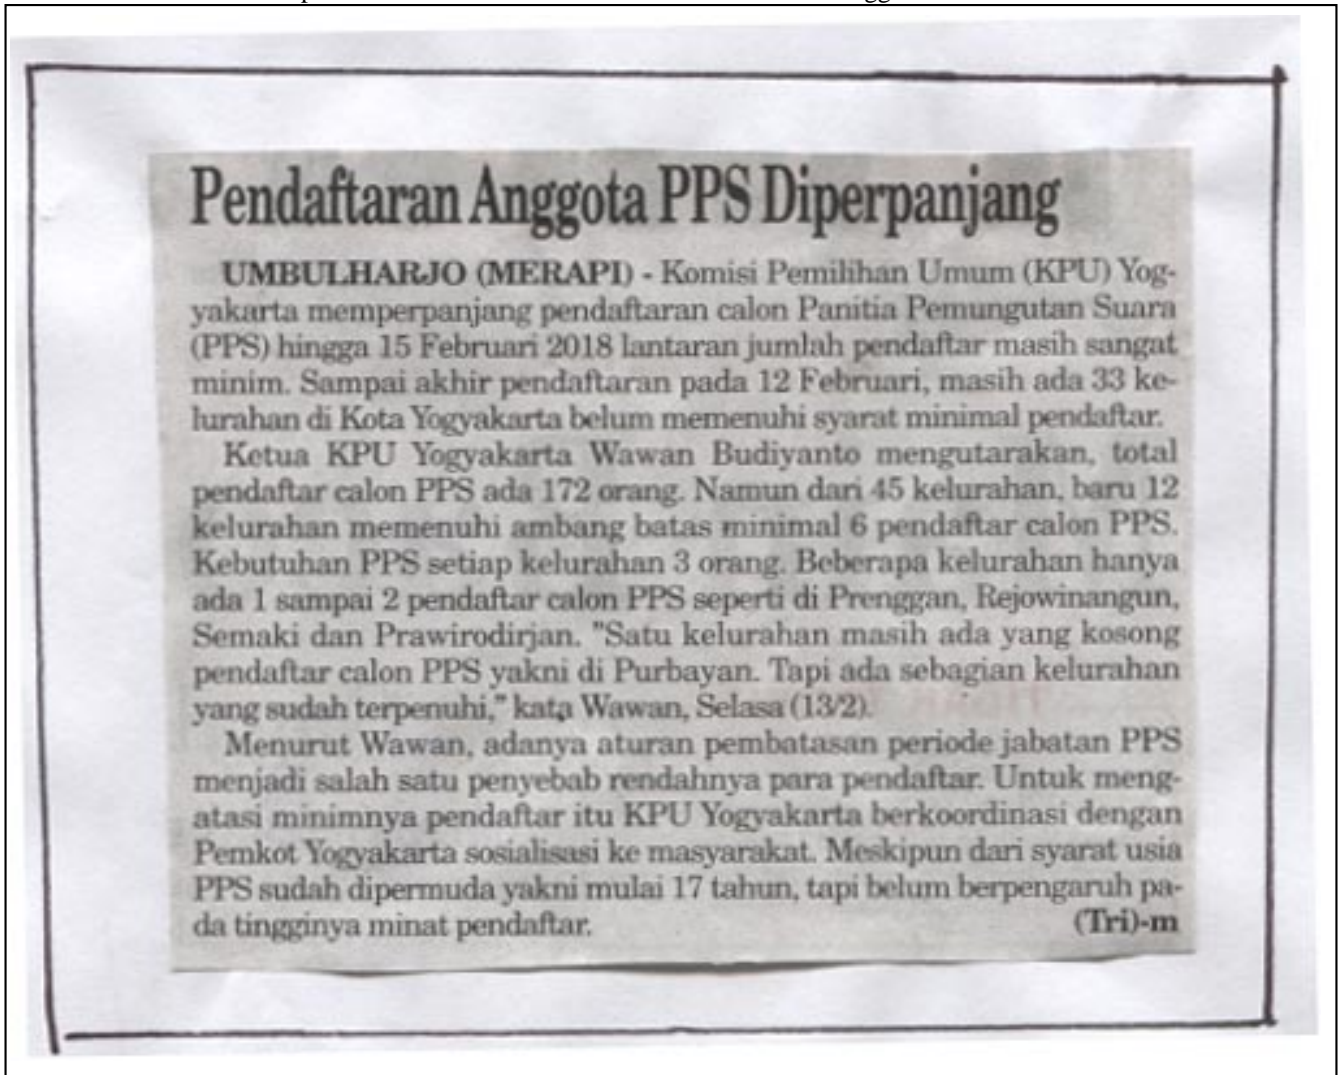 Pendaftaran Anggota PPS Diperpanjang
UMBULHARJO (MERAPI) - Komisi Pemilihan Umum (KPU) Yog-
yakarta memperpanjang pendaftaran calon Panitia Pemungutan Suara
(PPS) hingga 15 Februari 2018 lantaran jumlah pendaftar masih sangat
minim. Sampai akhir pendaftaran pada 12 Februari, masih ada 33 ke-
lurahan di Kota Yogyakarta belum memenuhi syarat minimal pendaftar.
Ketua KPU Yogyakarta Wawan Budiyanto mengutarakan, total
pendaftar calon PPS ada 172 orang. Namun dari 45 kelurahan, baru 12
kelurahan memenuhi ambang batas minimal 6 pendaftar calon PPS.
Kebutuhan PPS setiap kelurahan 3 orang. Beberapa kelurahan hanya
ada 1 sampai 2 pendaftar calon PPS seperti di Prenggan, Rejowinangun,
Semaki dan Prawirodirjan. "Satu kelurahan masih ada yang kosong
pendaftar calon PPS yakni di Purbayan. Tapi ada sebagian kelurahan
yang sudah terpenuhi," kata Wawan, Selasa (13/2).
Menurut Wawan, adanya aturan pembatasan periode jabatan PPS
menjadi salah satu penyebab rendahnya para pendaftar. Untuk meng-
atasi minimnya pendaftar itu KPU Yogyakarta berkoordinasi dengan
Pemkot Yogyakarta sosialisasi ke masyarakat. Meskipun dari syarat usia
PPS sudah dipermuda yakni mulai 17 tahun, tapi belum berpengaruh pa-
da tingginya minat pendaftar. (Tri)-m